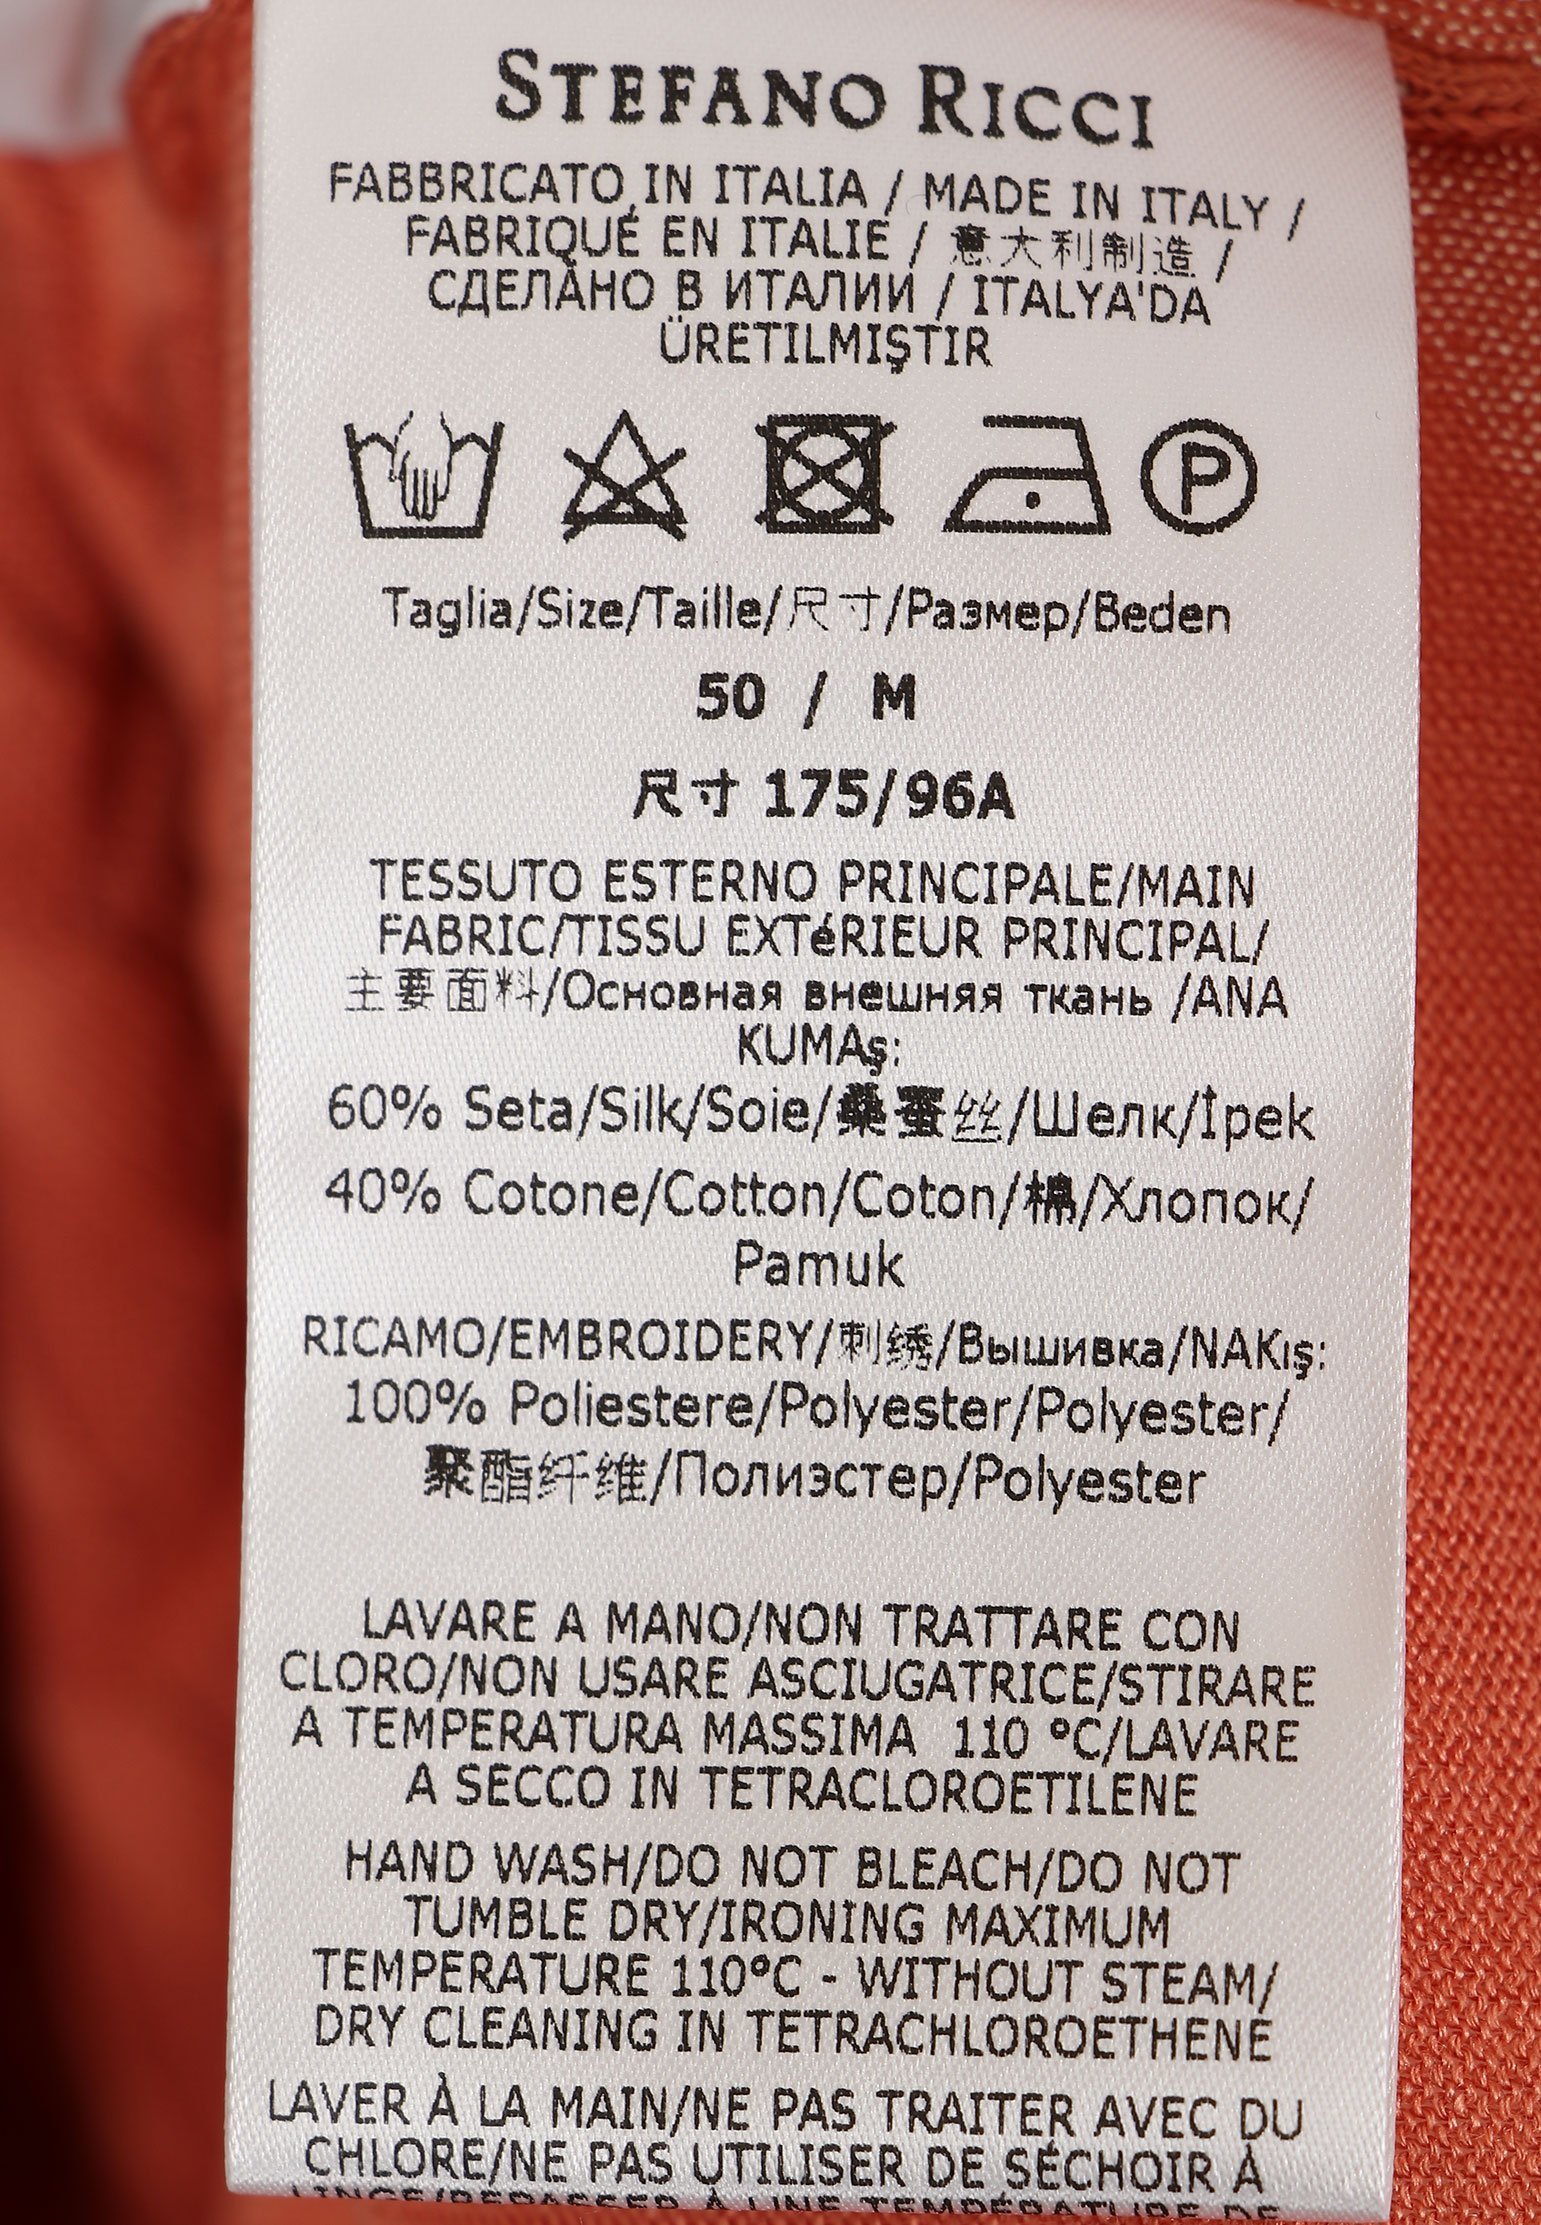 STEFANO RICCI
FABBRICATO IN ITALIA / MADE IN ITALY /
FABRIQUÉ EN ITALIE / 意大利制造 /
СДЕЛАНО В ИТАЛИИ / ITALYA'DA
ÜRETILMIŞTIR
P
Taglia/Size/Taille/尺寸/Размер/Beden
50 / M
尺寸 175/96A
TESSUTO ESTERNO PRINCIPALE/MAIN
FABRIC/TISSU EXTéRIEUR PRINCIPAL/
主要面料/Основная внешняя ткань /ANA
KUMAş:
60% Seta/Silk/Soie/桑蚕丝/Шелк/İpek
40% Cotone/Cotton/Coton/棉/Хлопок/
Pamuk
RICAMO/EMBROIDERY/刺绣/Вышивка/NAKış:
100% Poliestere/Polyester/Polyester/
聚酯纤维/Полиэстер/Polyester
LAVARE A MANO/NON TRATTARE CON
CLORO/NON USARE ASCIUGATRICE/STIRARE
A TEMPERATURA MASSIMA 110 °C/LAVARE
A SECCO IN TETRACLOROETILENE
HAND WASH/DO NOT BLEACH/DO NOT
TUMBLE DRY/IRONING MAXIMUM
TEMPERATURE 110°C - WITHOUT STEAM/
DRY CLEANING IN TETRACHLOROETHENE
LAVER À LA MAIN/NE PAS TRAITER AVEC DU
CHLORE/NE PAS UTILISER DE SÉCHOIR À
LINGE/REPASSER À UNE TEMPÉRATURE DE